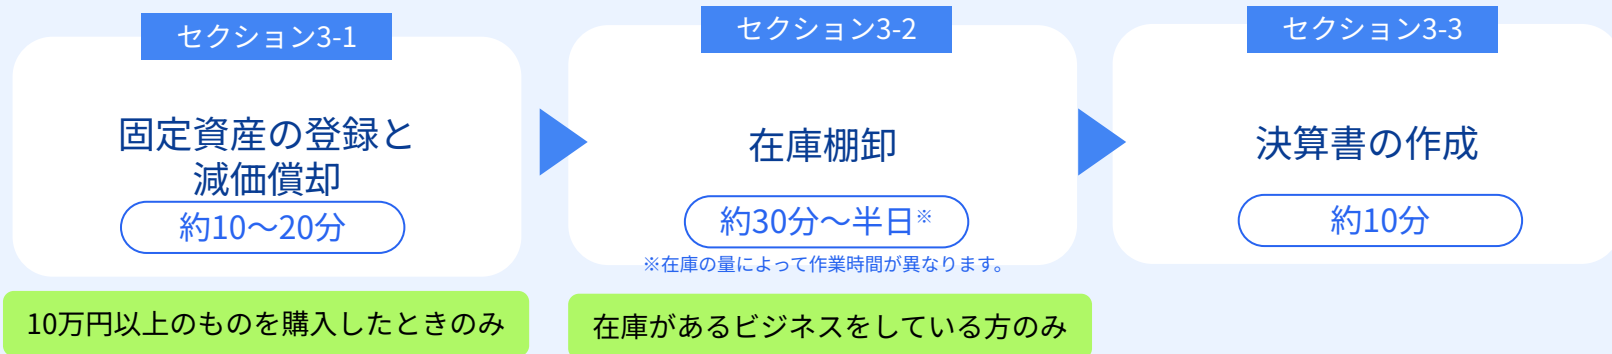 セクション3-1
固定資産の登録と
減価償却
約10〜20分
10万円以上のものを購入したときのみ
セクション3-2
在庫棚卸
約30分〜半日※
※在庫の量によって作業時間が異なります。
在庫があるビジネスをしている方のみ
セクション3-3
決算書の作成
約10分